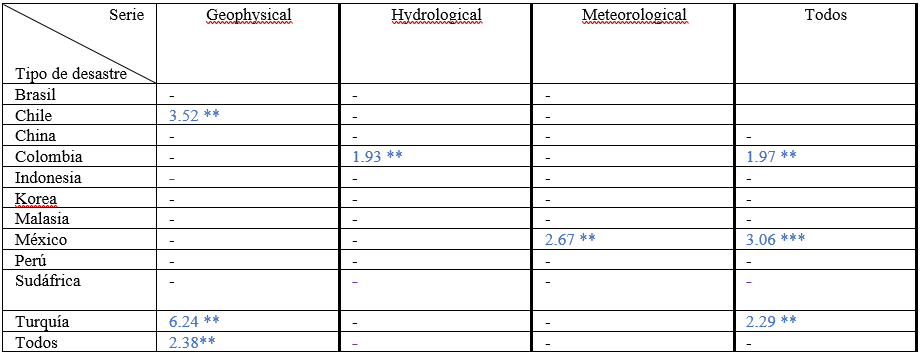 Serie Geophysical Hydrological Meteorological Todos
Tipo de desastre
Brasil - - -
Chile 3.52 ** - -
China - - - -
Colombia - 1.93 ** - 1.97 **
Indonesia - - - -
Korea - - - -
Malasia - - - -
México - - 2.67 ** 3.06 ***
Perú - - - -
Sudáfrica - - - -
Turquía 6.24 ** - - 2.29 **
Todos 2.38** - - -